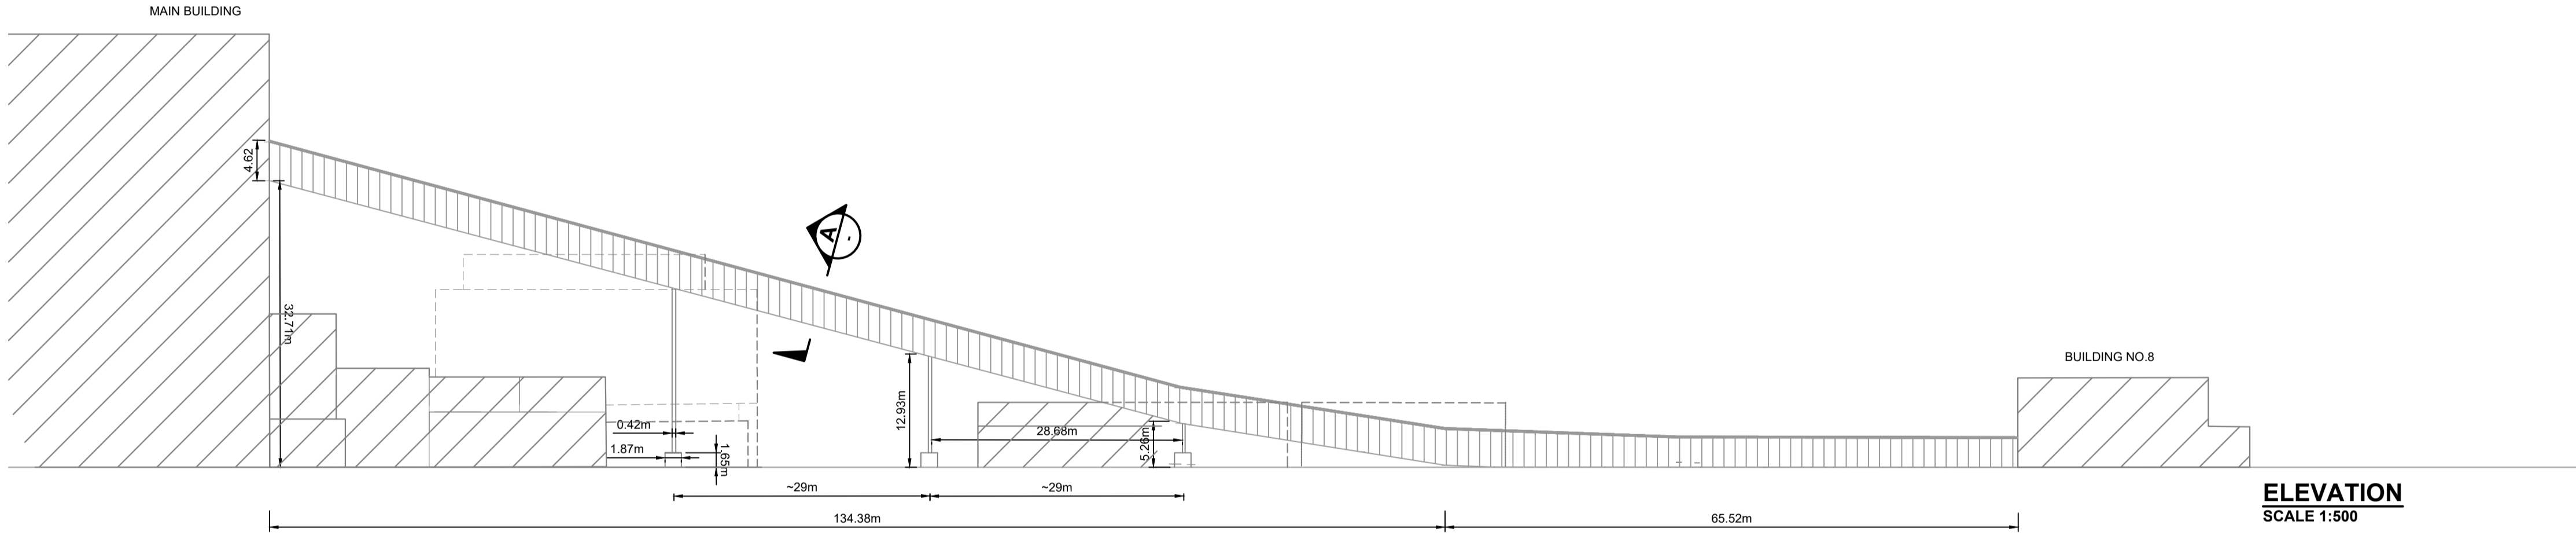 MAIN BUILDING
4.62
32.71m
A
-
BUILDING NO.8
12.93m
0.42m
28.68m
5.26m
1.87m
1.65m
~29m
~29m
134.38m
65.52m
ELEVATION
SCALE 1:500